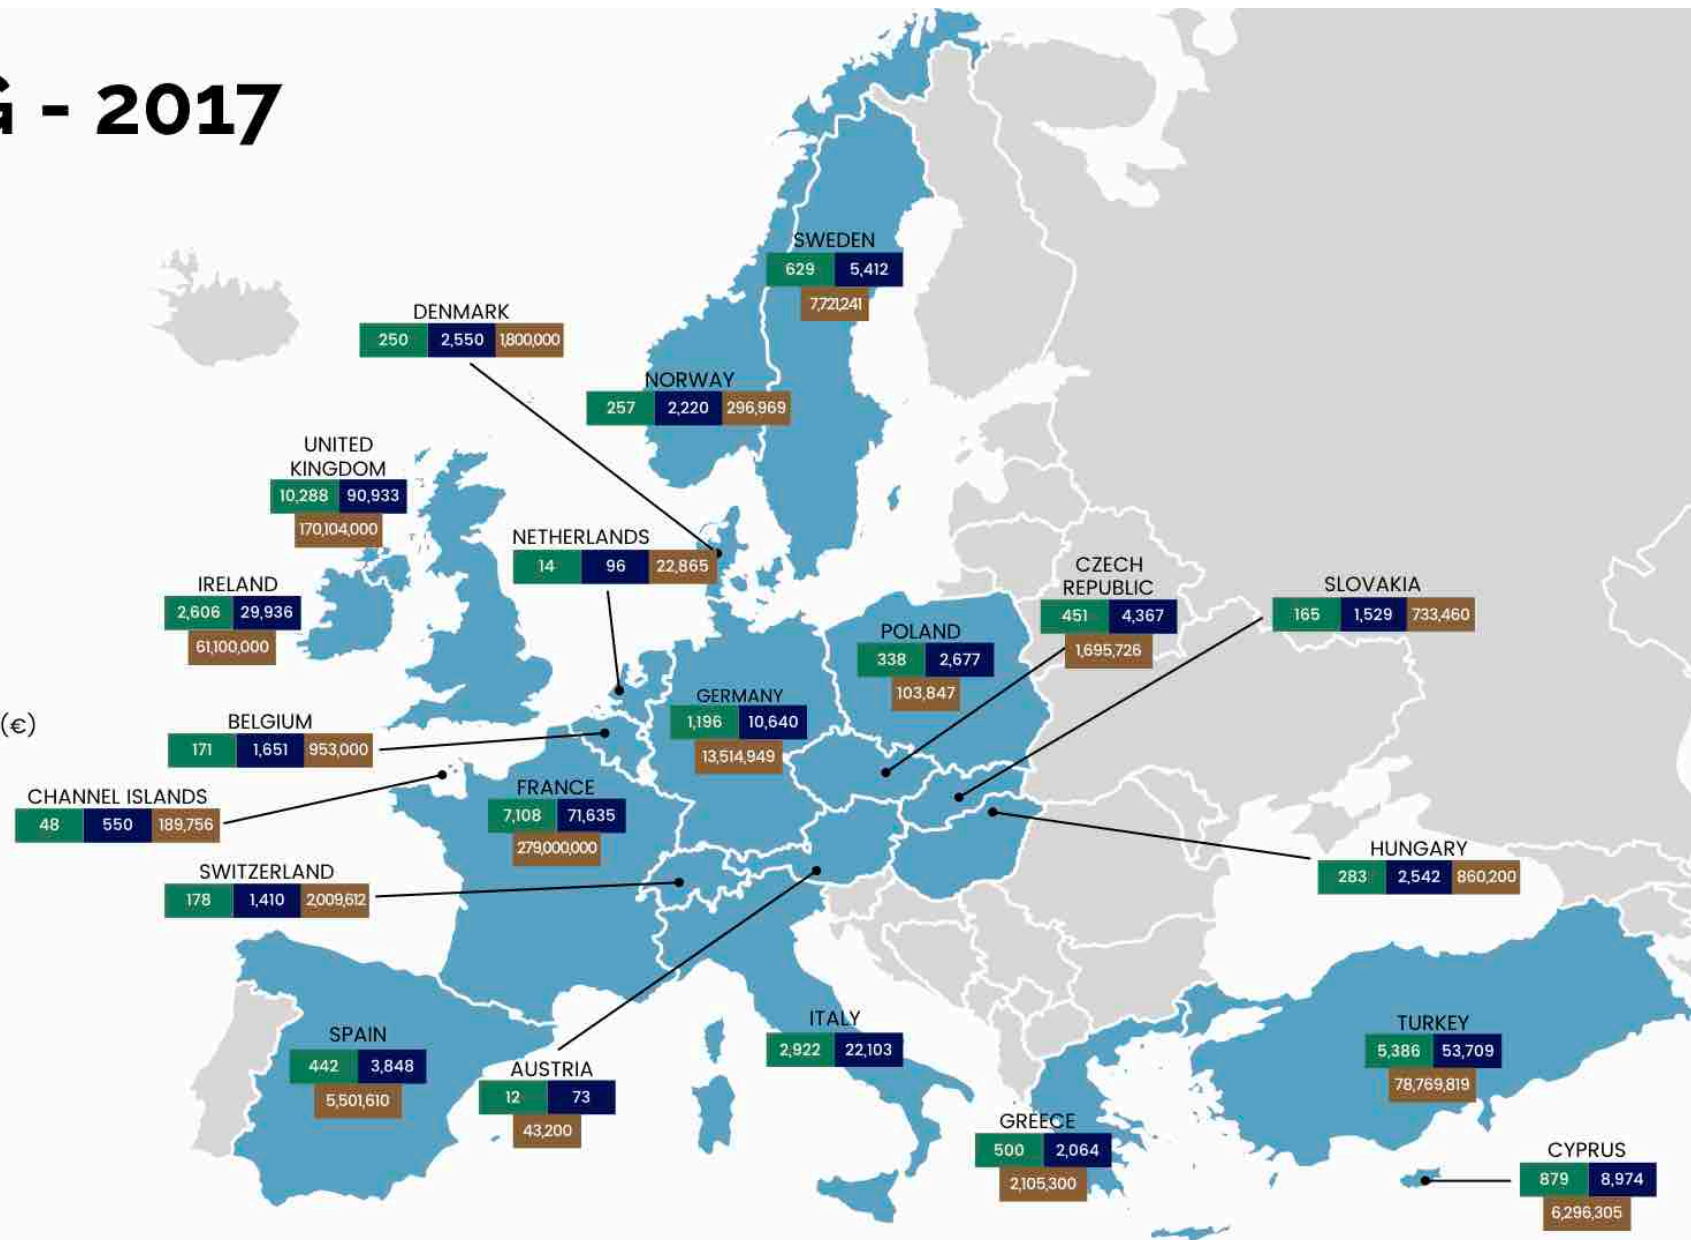 G - 2017
SWEDEN
629 5,412
7,721,241
DENMARK
250 2,550 1,800,000
NORWAY
257 2,220 296,969
UNITED
KINGDOM
10,288 90,933
170,104,000
NETHERLANDS
14 96 22,865
CZECH
REPUBLIC
451 4,367
1,695,726
SLOVAKIA
165 1,529 733,460
IRELAND
2,606 29,936
61,100,000
POLAND
338 2,677
103,847
GERMANY
1,196 10,640
13,514,949
(€)
BELGIUM
171 1,651 953,000
CHANNEL ISLANDS
48 550 189,756
FRANCE
7,108 71,635
279,000,000
SWITZERLAND
178 1,410 2,009,612
HUNGARY
283 2,542 860,200
SPAIN
442 3,848
5,501,610
AUSTRIA
12 73
43,200
ITALY
2,922 22,103
TURKEY
5,386 53,709
78,769,819
GREECE
500 2,064
2,105,300
CYPRUS
879 8,974
6,296,305